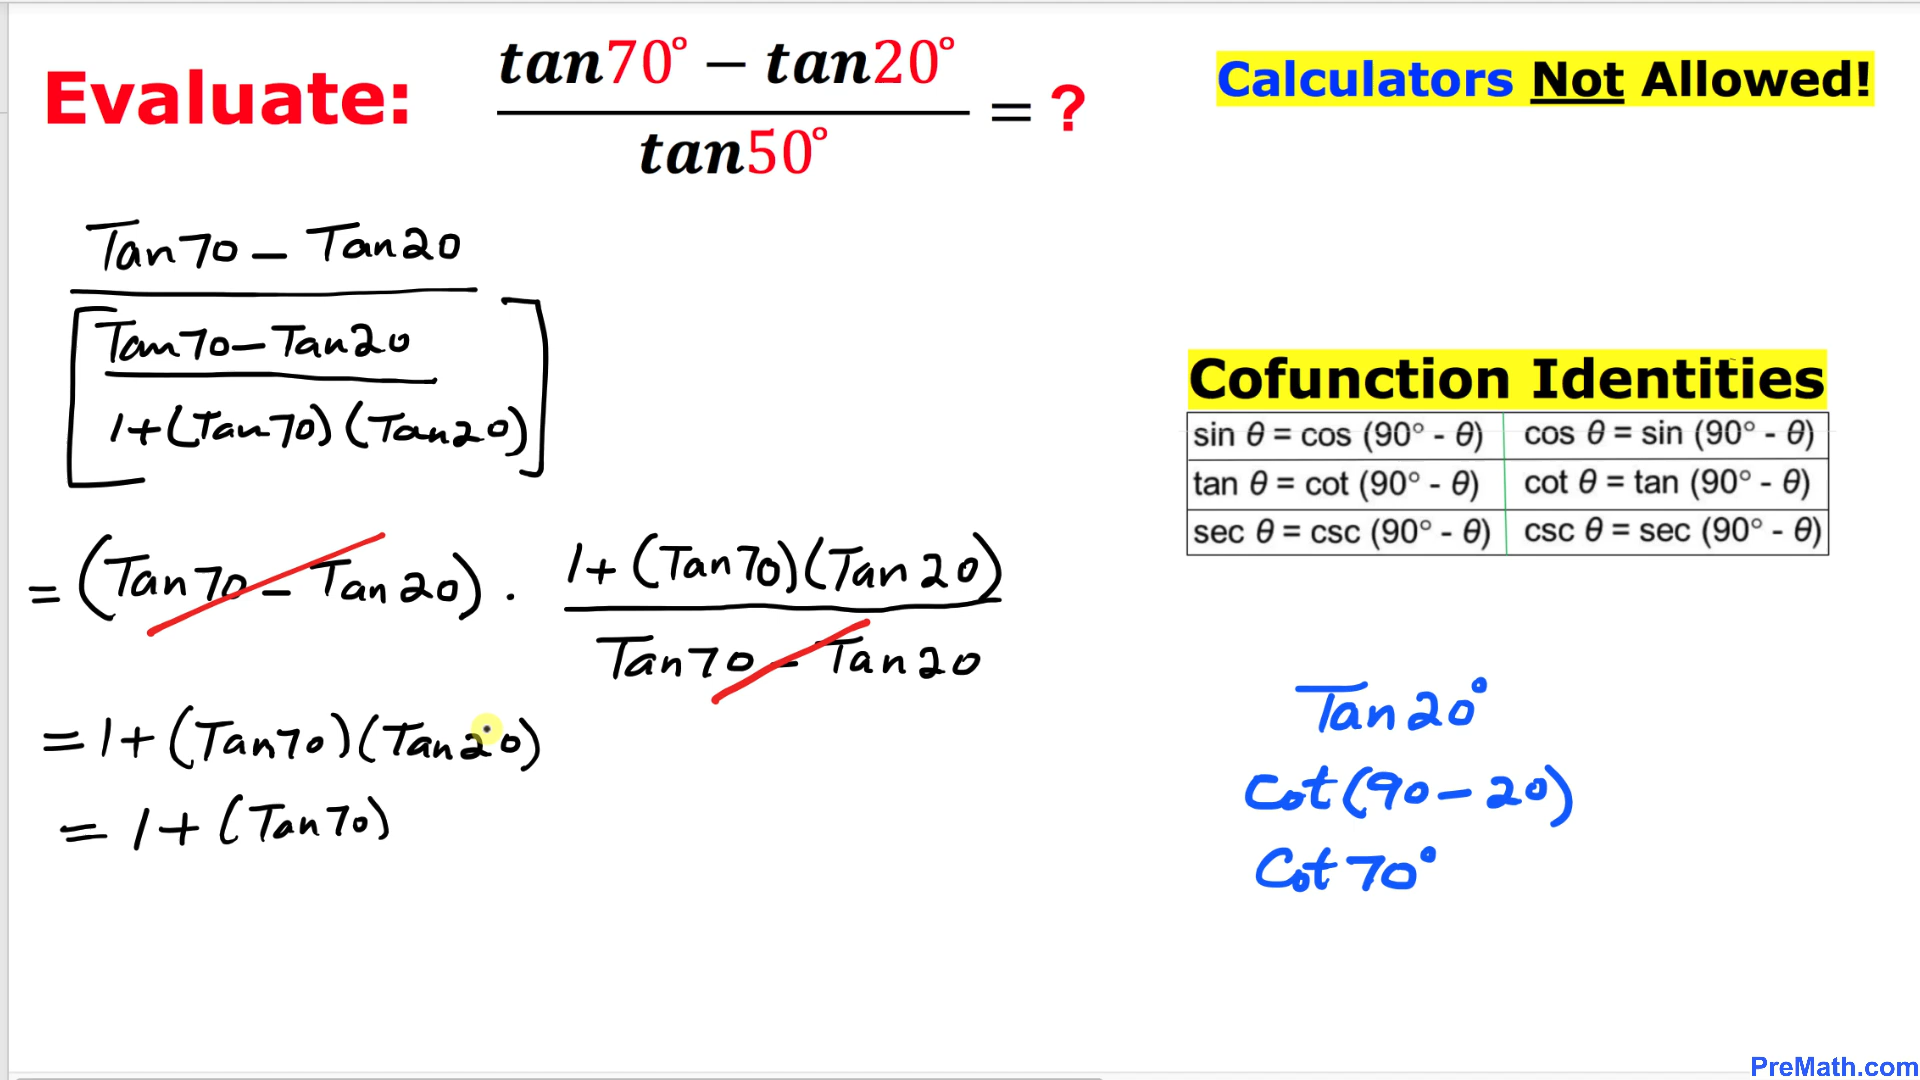 Evaluate: tan70° − tan20° / tan50° = ?
Calculators Not Allowed!
Tan70 − Tan20
Tan70 − Tan20
1+(Tan70)(Tan20)
= (Tan70 − Tan20) · 1+(Tan70)(Tan20)
Tan70 − Tan20
= 1+(Tan70)(Tan20)
= 1+(Tan70)
Cofunction Identities
sin θ = cos (90° - θ) cos θ = sin (90° - θ)
tan θ = cot (90° - θ) cot θ = tan (90° - θ)
sec θ = csc (90° - θ) csc θ = sec (90° - θ)
Tan20°
Cot(90−20)
Cot70°
PreMath.com